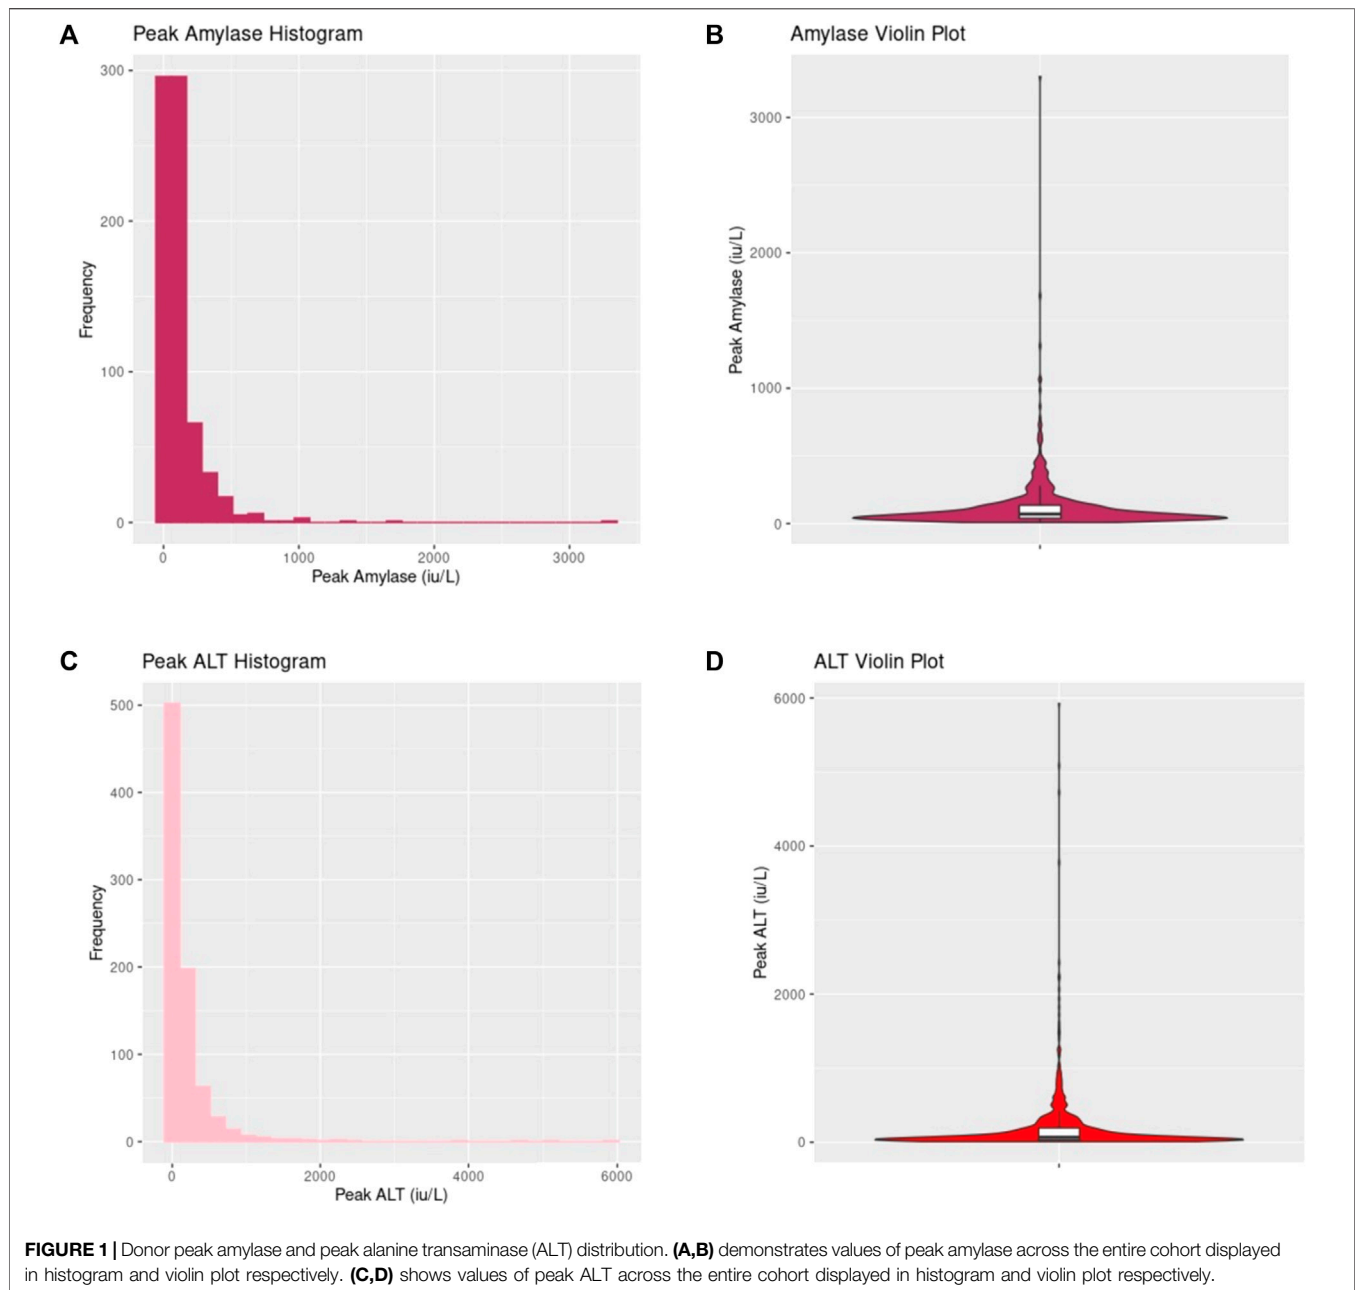 A
Peak Amylase Histogram
300
200
100
0
Frequency
0 1000 2000 3000
Peak Amylase (iu/L)
B
Amylase Violin Plot
3000
2000
1000
0
Peak Amylase (iu/L)
C
Peak ALT Histogram
500
400
300
200
100
0
Frequency
0 2000 4000 6000
Peak ALT (iu/L)
D
ALT Violin Plot
6000
4000
2000
0
Peak ALT (iu/L)
FIGURE 1 | Donor peak amylase and peak alanine transaminase (ALT) distribution. (A,B) demonstrates values of peak amylase across the entire cohort displayed
in histogram and violin plot respectively. (C,D) shows values of peak ALT across the entire cohort displayed in histogram and violin plot respectively.